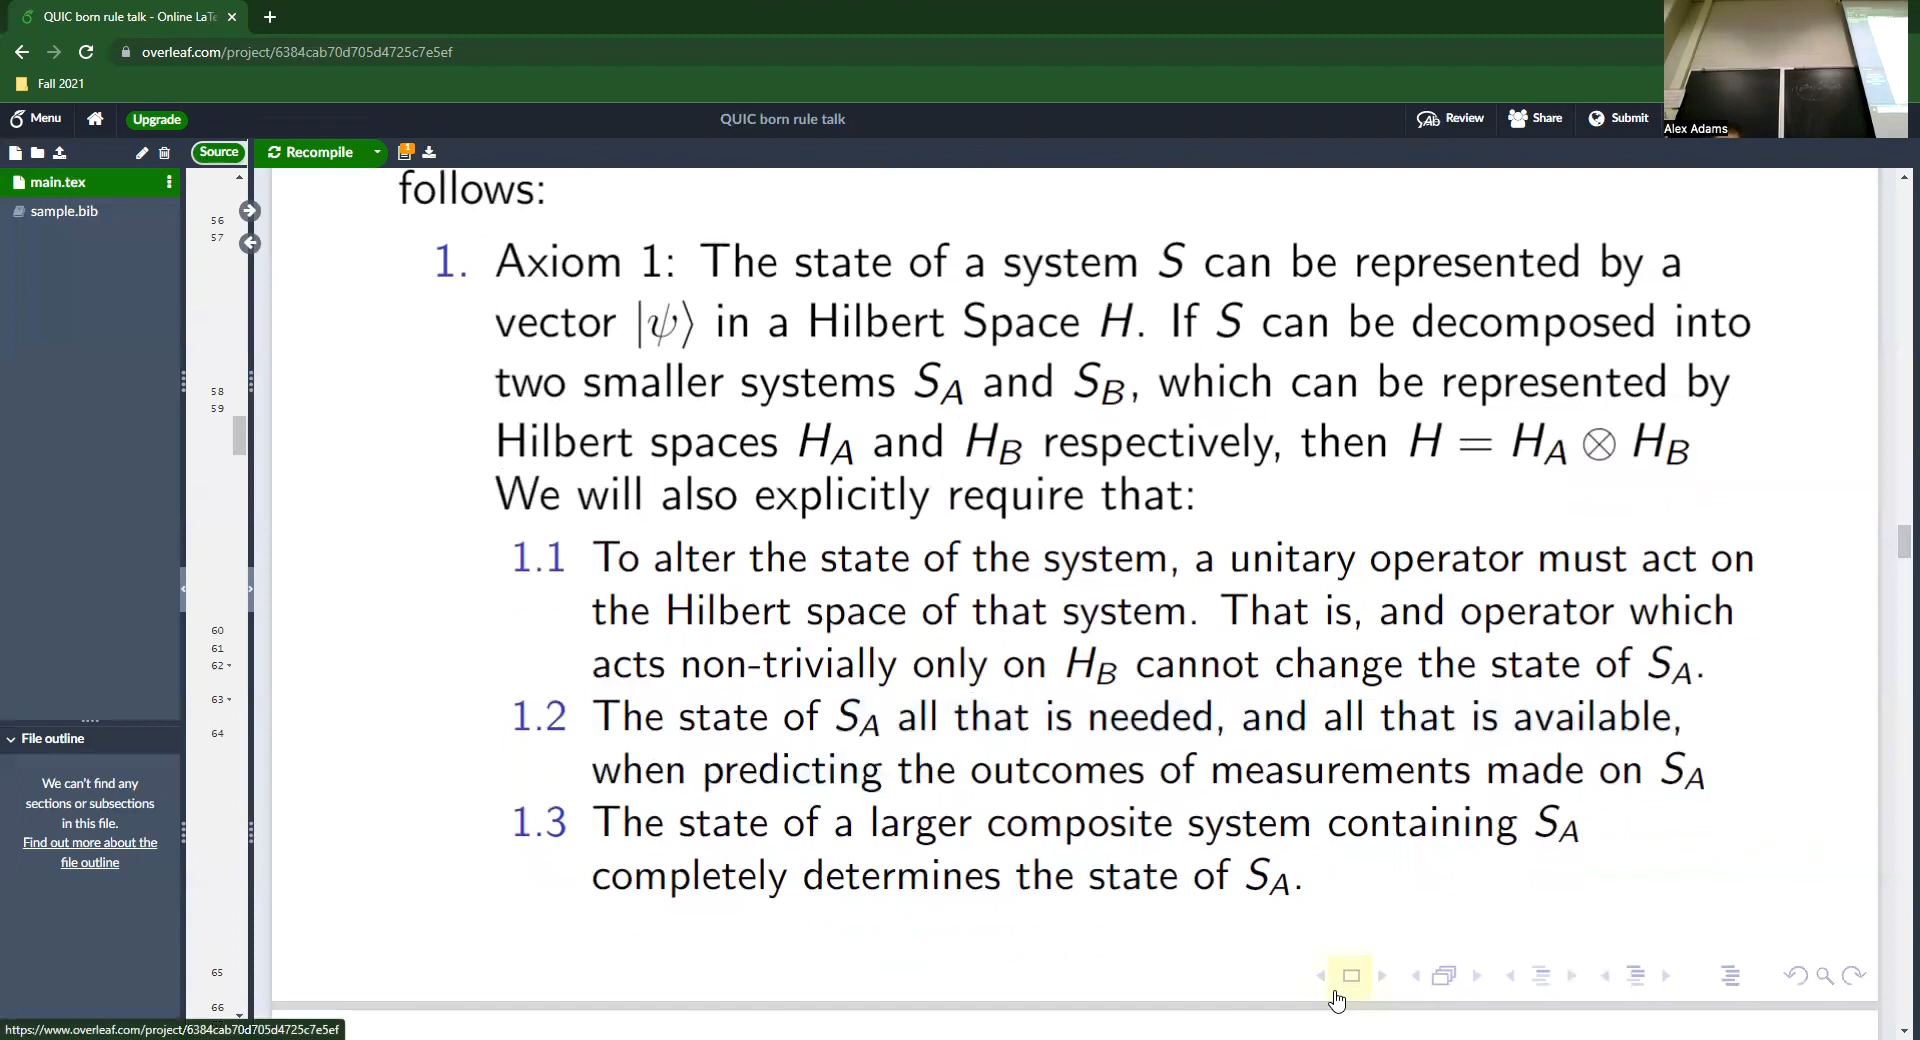 QUIC born rule talk - Online LaTe
overleaf.com/project/6384cab70d705d4725c7e5ef
Fall 2021
Menu
Upgrade
QUIC born rule talk
Review
Share
Submit
Alex Adams
Source
Recompile
1
main.tex
sample.bib
56
57
58
59
60
61
62
63
64
65
66
File outline
We can't find any
sections or subsections
in this file.
Find out more about the
file outline
follows:
1. Axiom 1: The state of a system S can be represented by a
vector |ψ⟩ in a Hilbert Space H. If S can be decomposed into
two smaller systems S_A and S_B, which can be represented by
Hilbert spaces H_A and H_B respectively, then H = H_A ⊗ H_B
We will also explicitly require that:
1.1 To alter the state of the system, a unitary operator must act on
the Hilbert space of that system. That is, and operator which
acts non-trivially only on H_B cannot change the state of S_A.
1.2 The state of S_A all that is needed, and all that is available,
when predicting the outcomes of measurements made on S_A
1.3 The state of a larger composite system containing S_A
completely determines the state of S_A.
https://www.overleaf.com/project/6384cab70d705d4725c7e5ef